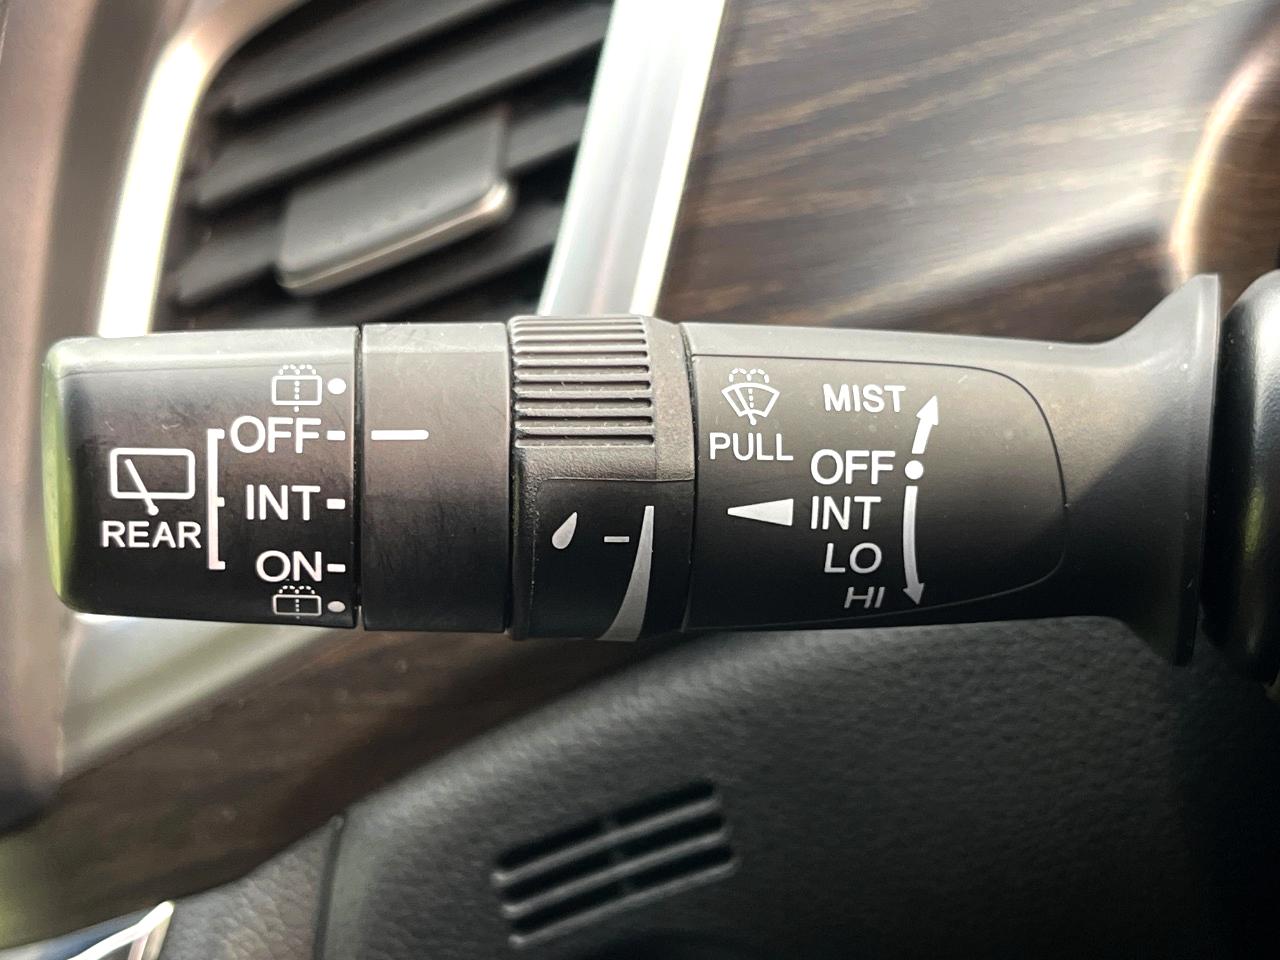 OFF
INT
ON
REAR
PULL
MIST
OFF
INT
LO
HI